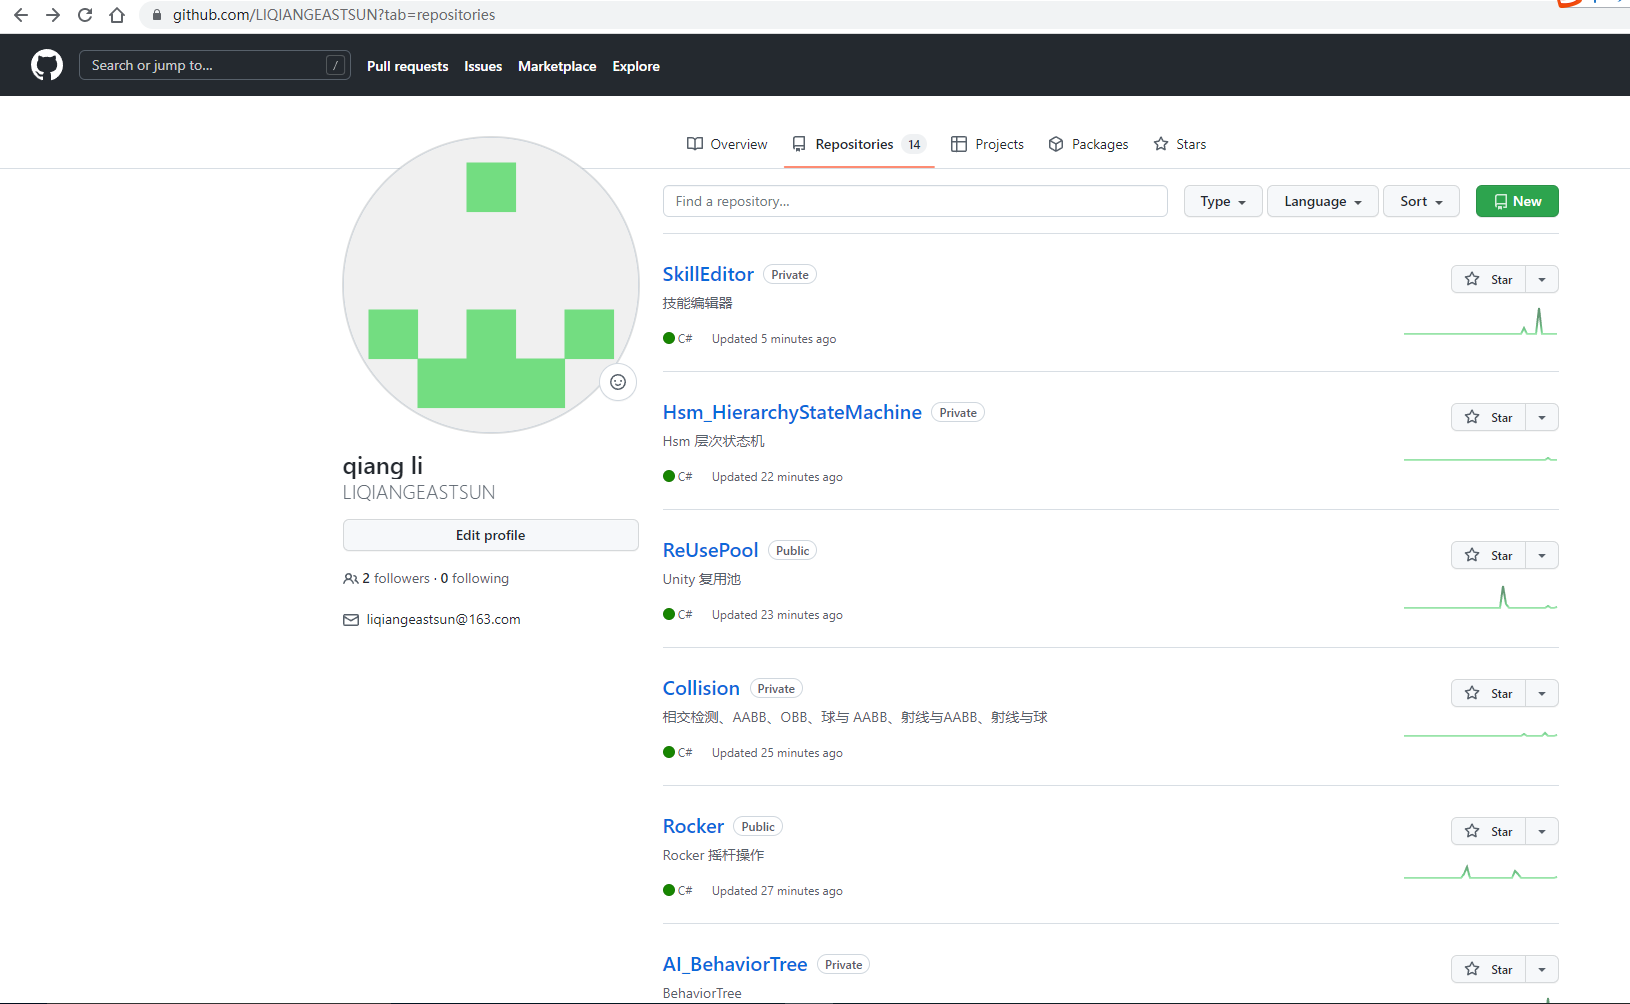 github.com/LIQIANGEASTSUN?tab=repositories
Search or jump to... /
Pull requests Issues Marketplace Explore
Overview Repositories 14 Projects Packages Stars
Find a repository... Type Language Sort New
qiang li
LIQIANGEASTSUN
Edit profile
2 followers · 0 following
liqiangeastsun@163.com
SkillEditor Private Star
技能编辑器
C# Updated 5 minutes ago
Hsm_HierarchyStateMachine Private Star
Hsm 层次状态机
C# Updated 22 minutes ago
ReUsePool Public Star
Unity 复用池
C# Updated 23 minutes ago
Collision Private Star
相交检测、AABB、OBB、球与 AABB、射线与AABB、射线与球
C# Updated 25 minutes ago
Rocker Public Star
Rocker 摇杆操作
C# Updated 27 minutes ago
AI_BehaviorTree Private Star
BehaviorTree